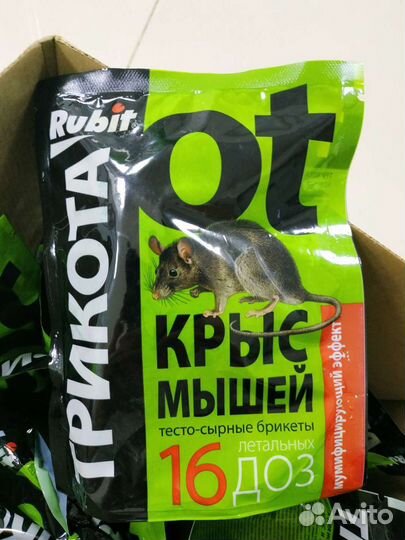 Rubit
ТРИКОТА
от
КРЫС
МЫШЕЙ
тесто-сырные брикеты
16 летальных
ДОЗ
мумифицирующий эффект
Avito